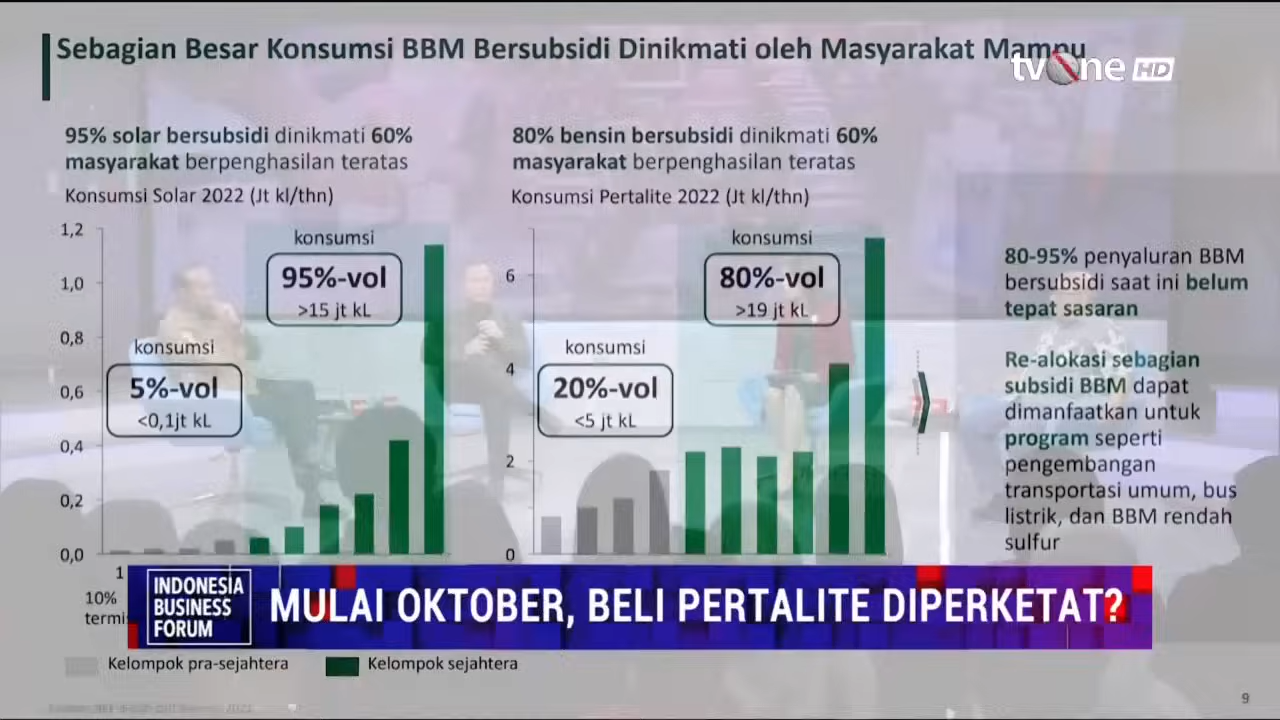 Sebagian Besar Konsumsi BBM Bersubsidi Dinikmati oleh Masyarakat Mampu
tvOne HD
95% solar bersubsidi dinikmati 60%
masyarakat berpenghasilan teratas
Konsumsi Solar 2022 (Jt kl/thn)
1,2
1,0
0,8
0,6
0,4
0,2
0,0
konsumsi
95%-vol
>15 jt kL
konsumsi
5%-vol
<0,1jt kL
1
10%
80% bensin bersubsidi dinikmati 60%
masyarakat berpenghasilan teratas
Konsumsi Pertalite 2022 (Jt kl/thn)
6
4
2
0
konsumsi
80%-vol
>19 jt kL
konsumsi
20%-vol
<5 jt kL
80-95% penyaluran BBM
bersubsidi saat ini belum
tepat sasaran
Re-alokasi sebagian
subsidi BBM dapat
dimanfaatkan untuk
program seperti
pengembangan
transportasi umum, bus
listrik, dan BBM rendah
sulfur
INDONESIA
BUSINESS
FORUM
MULAI OKTOBER, BELI PERTALITE DIPERKETAT?
Kelompok pra-sejahtera
Kelompok sejahtera
9